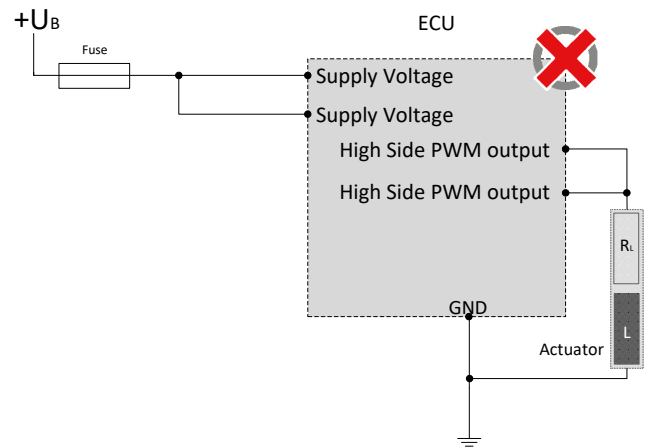 +UB
ECU
Fuse
Supply Voltage
Supply Voltage
High Side PWM output
High Side PWM output
RL
GND
L
Actuator